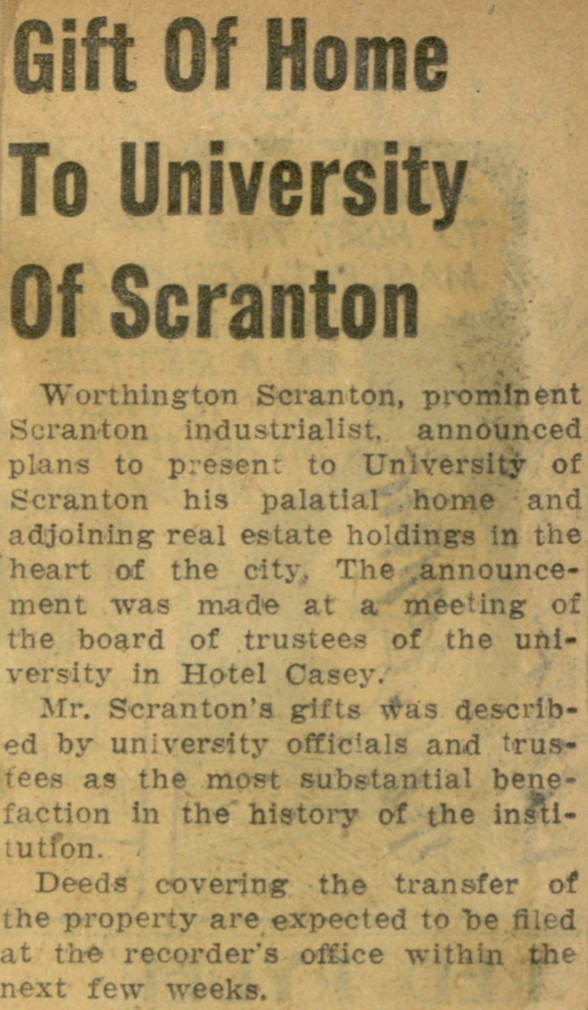 Gift Of Home
To University
Of Scranton
Worthington Scranton, prominent
Scranton industrialist, announced
plans to present to University of
Scranton his palatial home and
adjoining real estate holdings in the
heart of the city. The announce-
ment was made at a meeting of
the board of trustees of the uni-
versity in Hotel Casey.
Mr. Scranton's gifts was describ-
ed by university officials and trus-
tees as the most substantial bene-
faction in the history of the insti-
tution.
Deeds covering the transfer of
the property are expected to be filed
at the recorder's office within the
next few weeks.